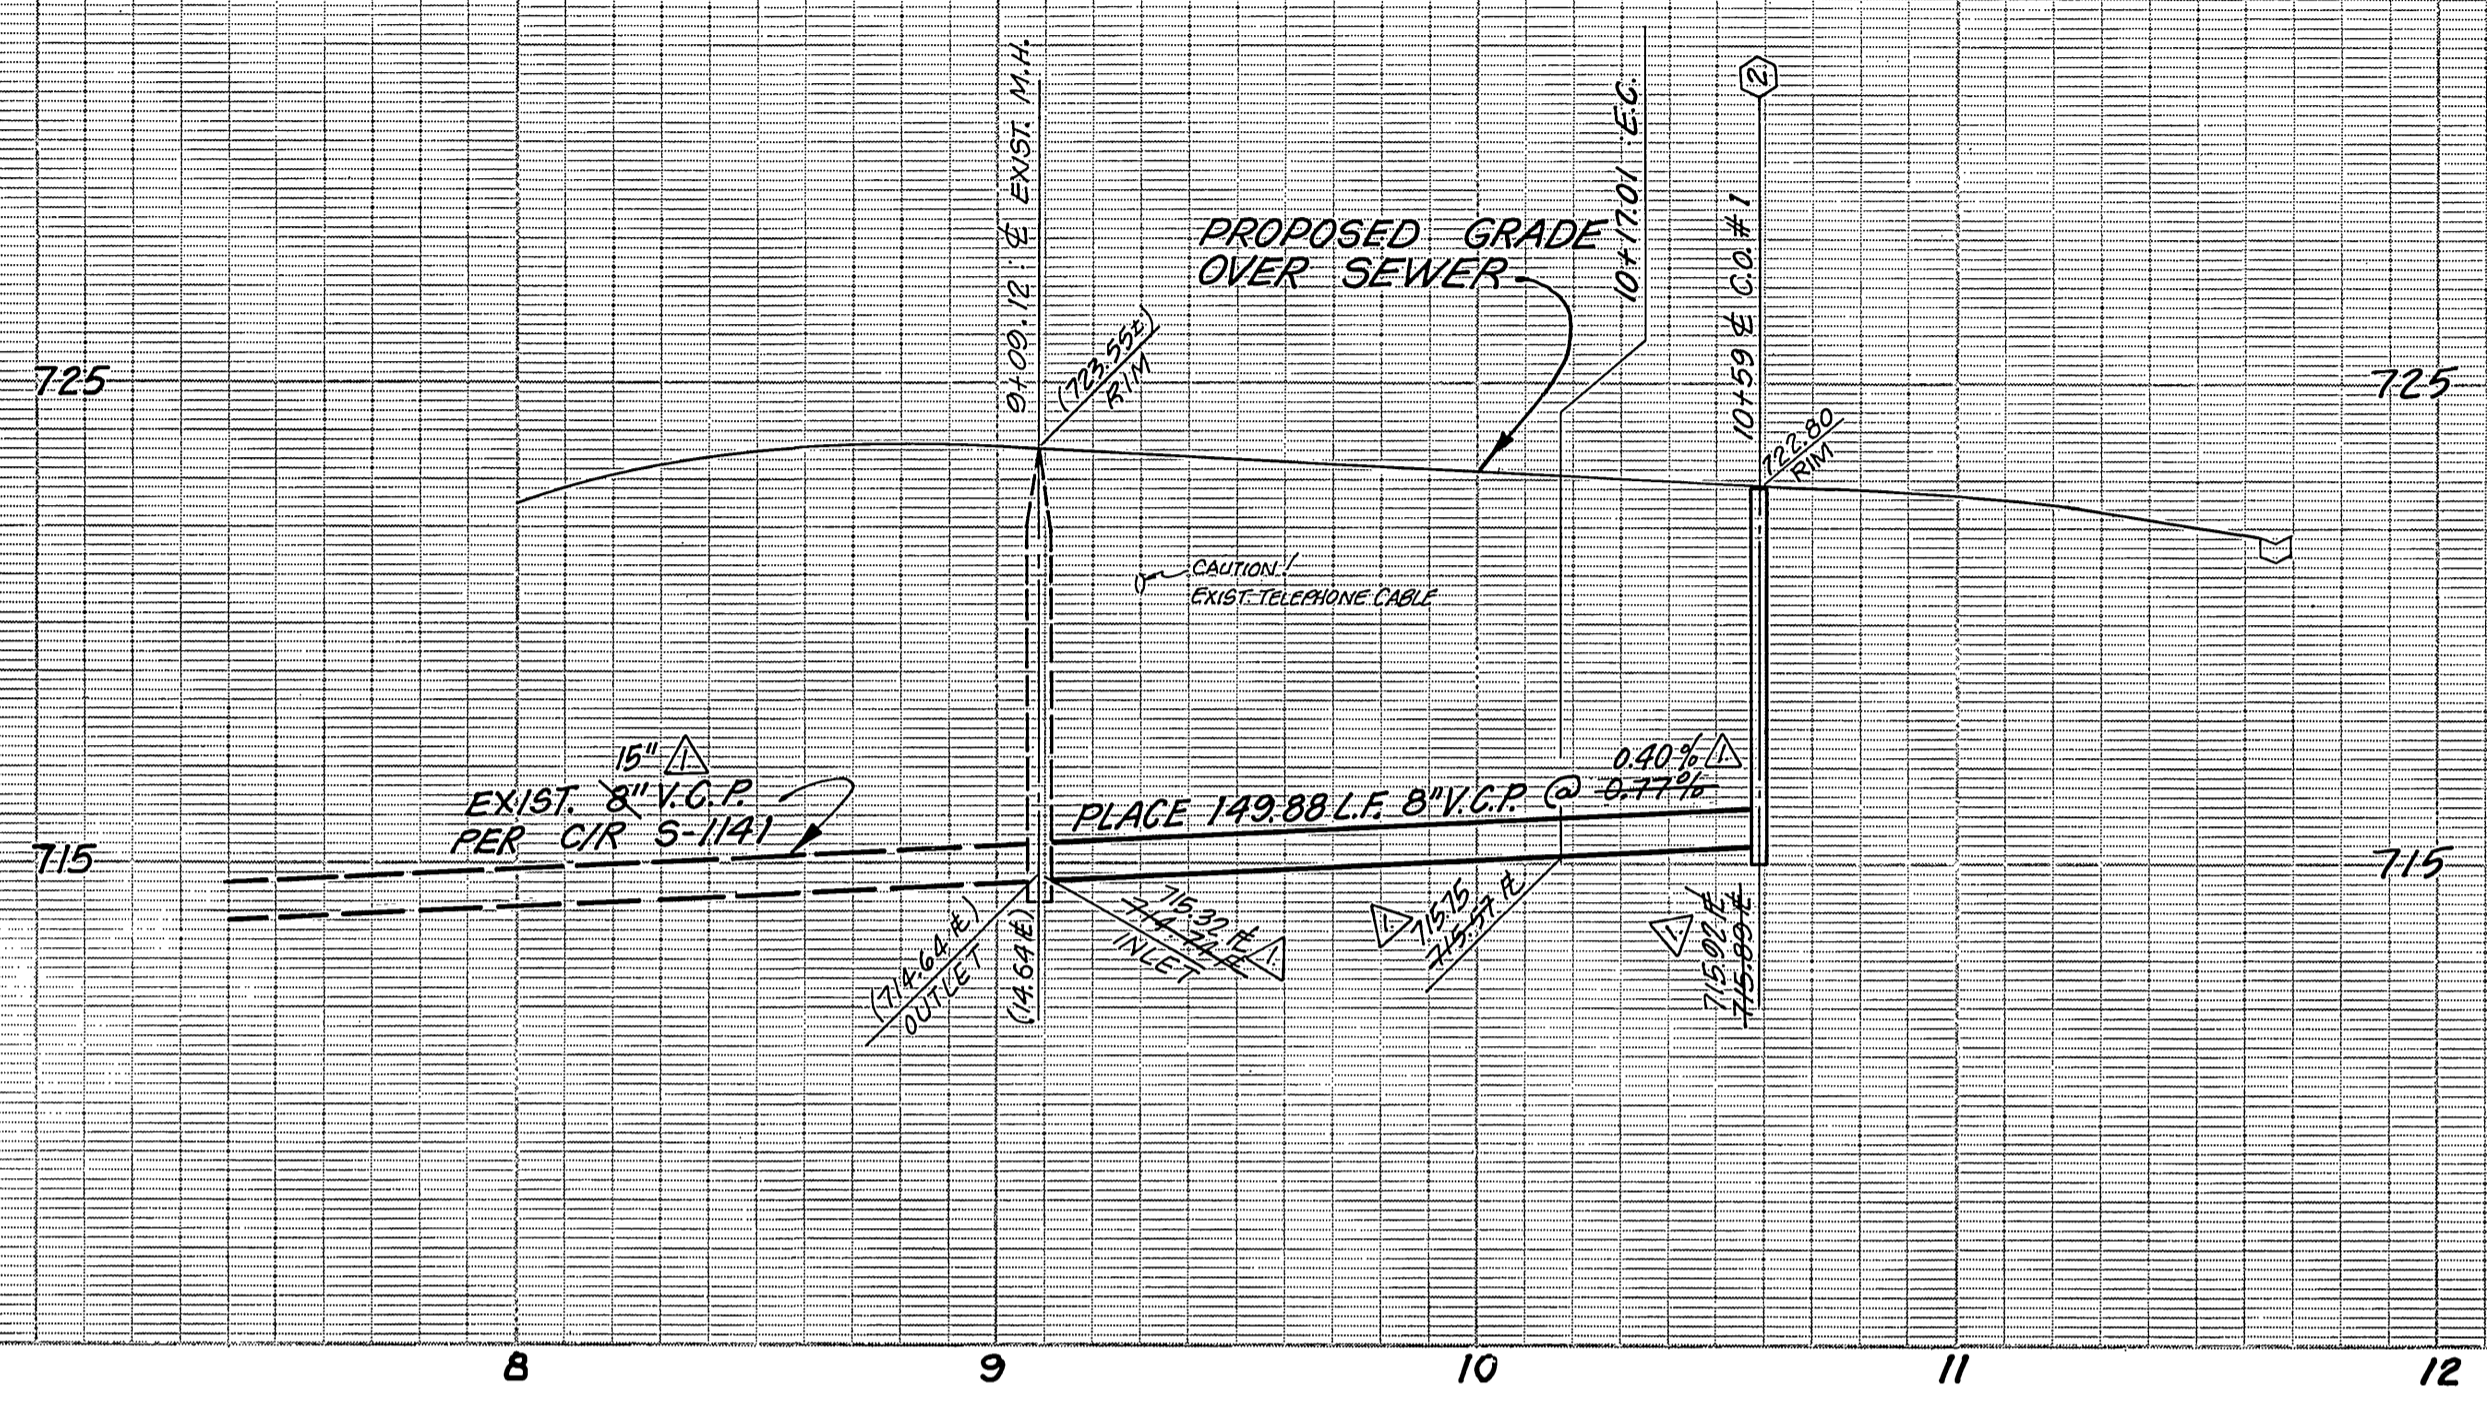 9+09.12 ℄ EXIST. M.H.
10+17.01 E.C.
2
10+59 ℄ C.O. #1
PROPOSED GRADE
OVER SEWER
(723.55±)
RIM
725
725
722.80
RIM
CAUTION!
EXIST. TELEPHONE CABLE
15" 1.
EXIST. 8" V.C.P.
PER C/R S-1141
0.40% 1.
PLACE 149.88 L.F. 8" V.C.P. @ 0.77%
715
715
(714.64 ℄)
OUTLET
(14.64 ℄)
715.32 ℄
714.74 ℄ 1.
INLET
1. 715.75
715.57 ℄
1. 715.92 ℄
715.89 ℄
8
9
10
11
12